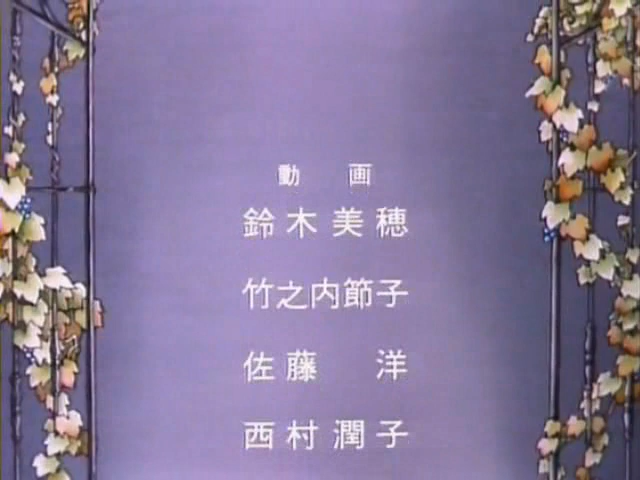 動 画
鈴木美穂
竹之内節子
佐藤 洋
西村潤子